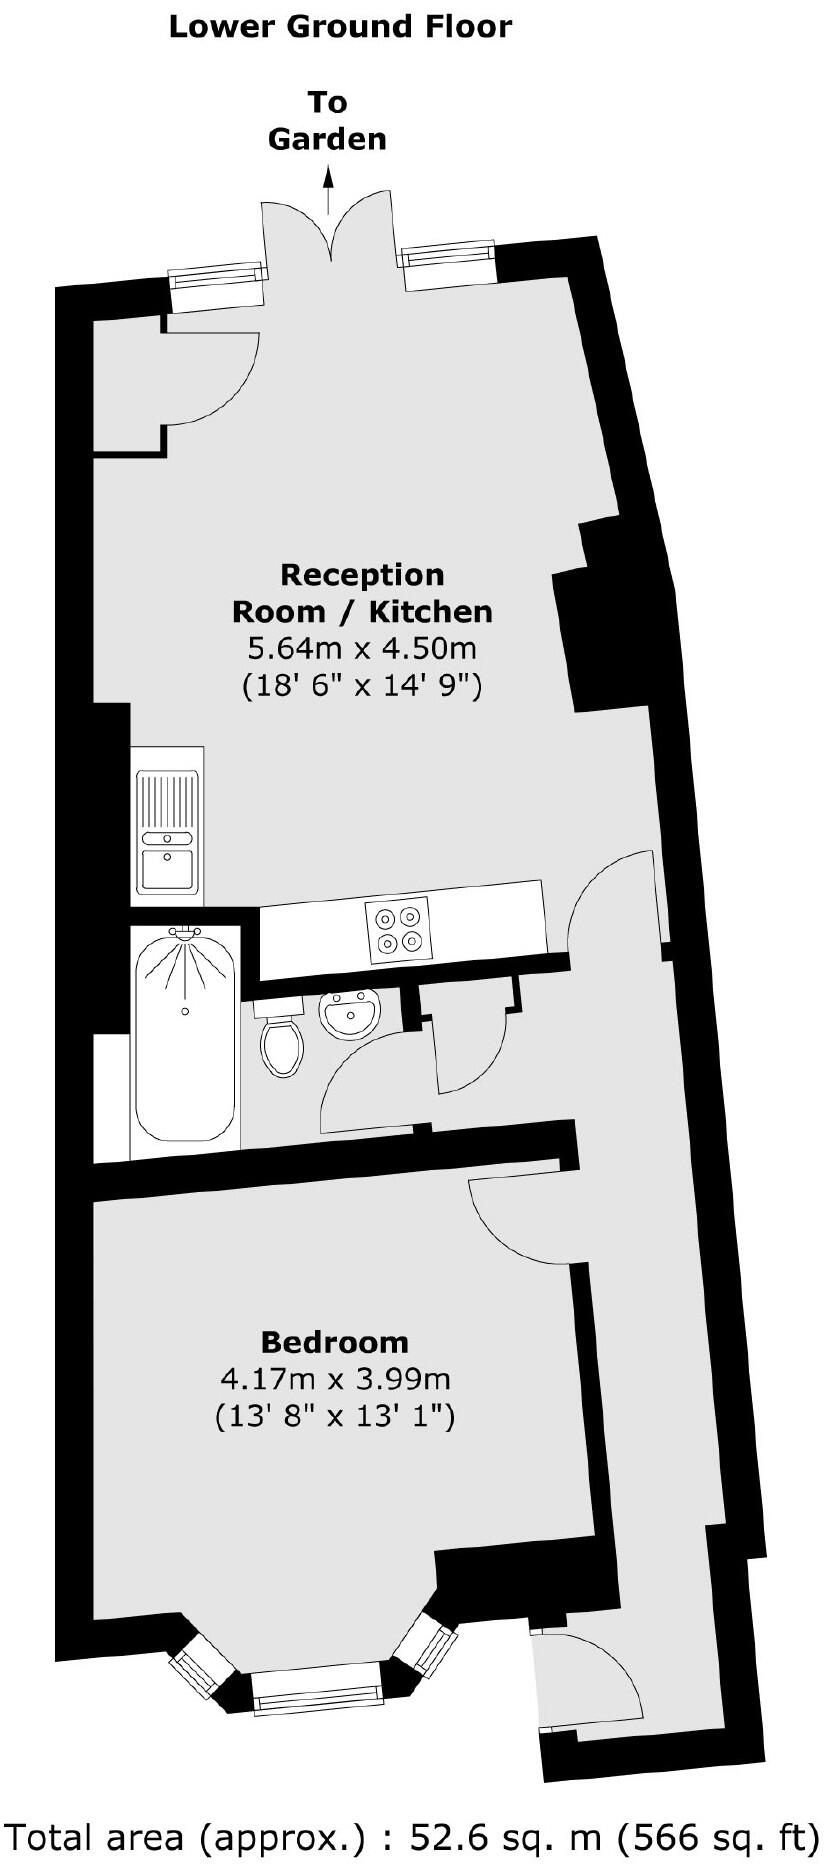 Lower Ground Floor
To
Garden
Reception
Room / Kitchen
5.64m x 4.50m
(18' 6" x 14' 9")
Bedroom
4.17m x 3.99m
(13' 8" x 13' 1")
Total area (approx.) : 52.6 sq. m (566 sq. ft)